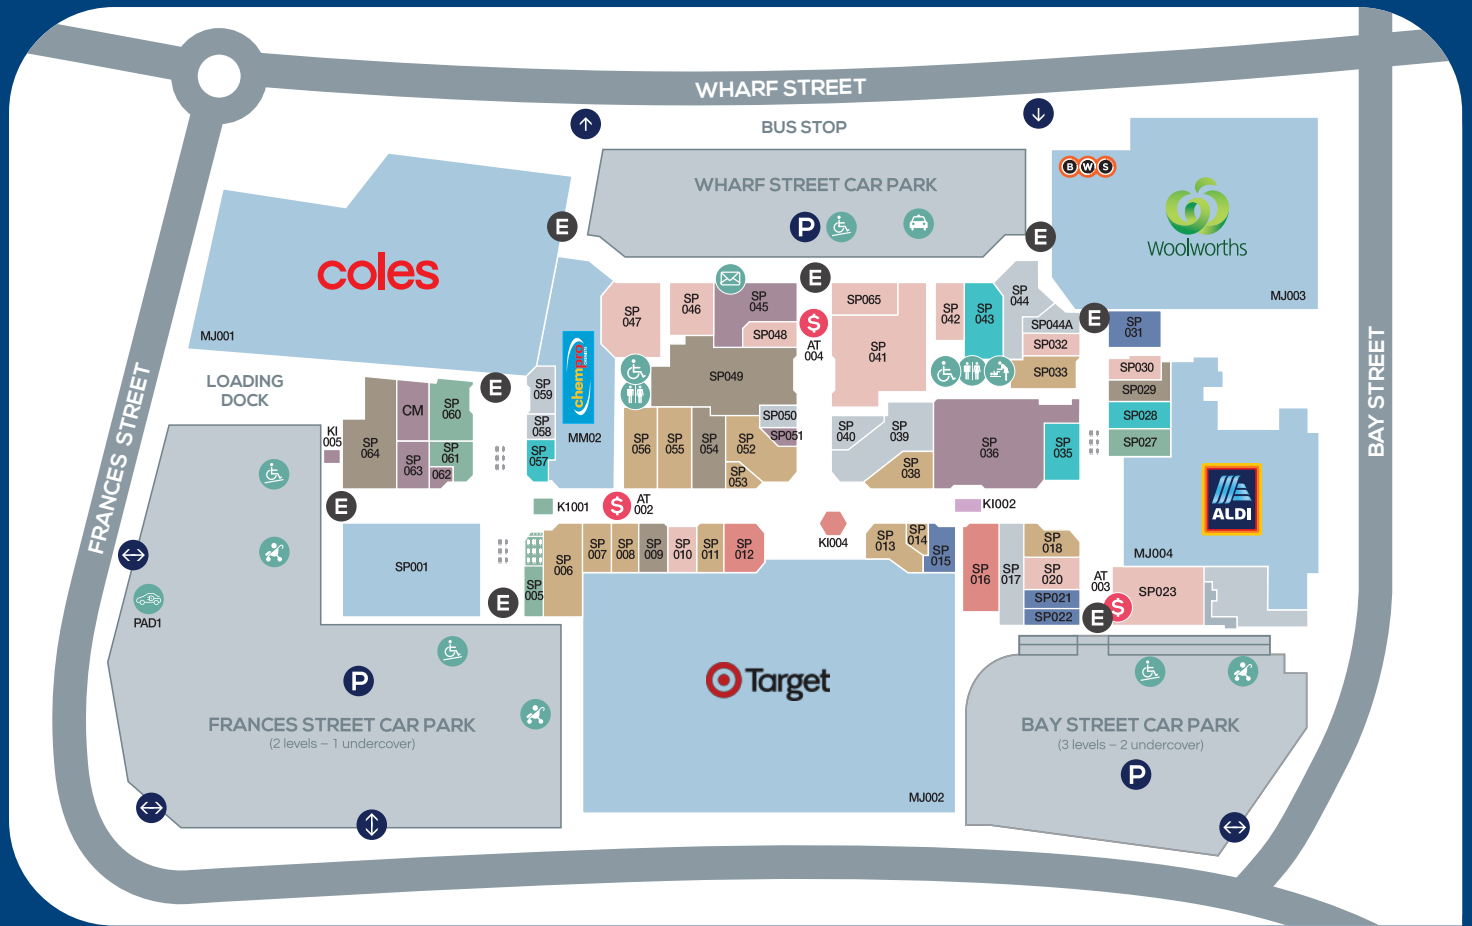 WHARF STREET
BUS STOP
WHARF STREET CAR PARK
P
E
E
E
B W S
Woolworths
MJ003
coles
MJ001
LOADING
DOCK
FRANCES STREET
BAY STREET
chempro
CHEMIST
MM02
SP
047
SP
046
SP
045
SP048
$
AT
004
SP065
SP
041
SP
042
SP
043
SP
044
SP044A
SP032
SP033
E
SP
031
SP030
SP029
SP028
SP027
E
SP
059
SP
058
SP
057
KI
005
SP
064
CM
SP
063
SP
060
SP
061
062
SP049
SP050
SP051
SP
056
SP
055
SP
054
SP
052
SP
053
SP
040
SP
039
SP
038
SP
036
SP
035
ALDI
MJ004
E
K1001
$
AT
002
KI004
KI002
SP001
E
SP
005
SP
006
SP
007
SP
008
SP
009
SP
010
SP
011
SP
012
SP
013
SP
014
SP
015
SP
016
SP
017
SP
018
SP
020
SP021
SP022
AT
003
$
E
SP023
PAD1
P
FRANCES STREET CAR PARK
(2 levels – 1 undercover)
Target
MJ002
BAY STREET CAR PARK
(3 levels – 2 undercover)
P